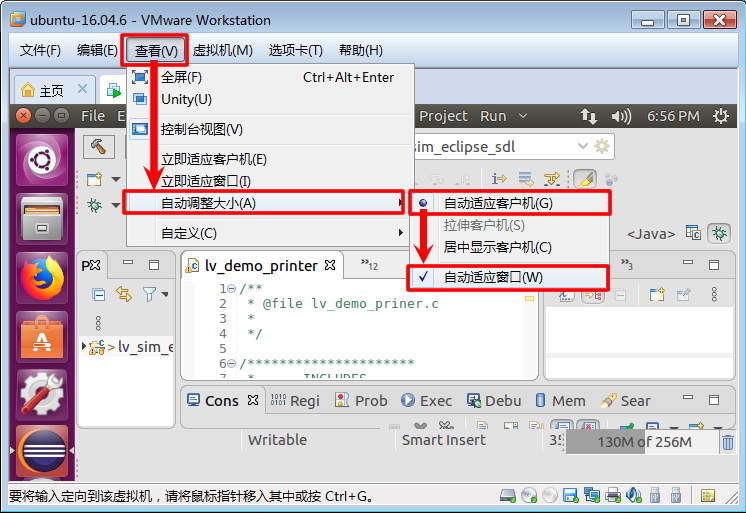 ubuntu-16.04.6 - VMware Workstation
文件(F) 编辑(E) 查看(V) 虚拟机(M) 选项卡(T) 帮助(H)
主页
全屏(F) Ctrl+Alt+Enter
Unity(U)
控制台视图(V)
立即适应客户机(E)
立即适应窗口(I)
自动调整大小(A)
自定义(C)
自动适应客户机(G)
拉伸客户机(S)
居中显示客户机(C)
自动适应窗口(W)
File Project Run 6:56 PM
sim_eclipse_sdl
<Java>
P
lv_demo_printer
12
3
> lv_sim_e
1 /**
2 * @file lv_demo_priner.c
3 *
4 */
5
6 /*********************
7 * INCLUDES
Cons Regi Prob Exec Debu Mem Sear
Writable Smart Insert 35 130M of 256M
要将输入定向到该虚拟机，请将鼠标指针移入其中或按 Ctrl+G。